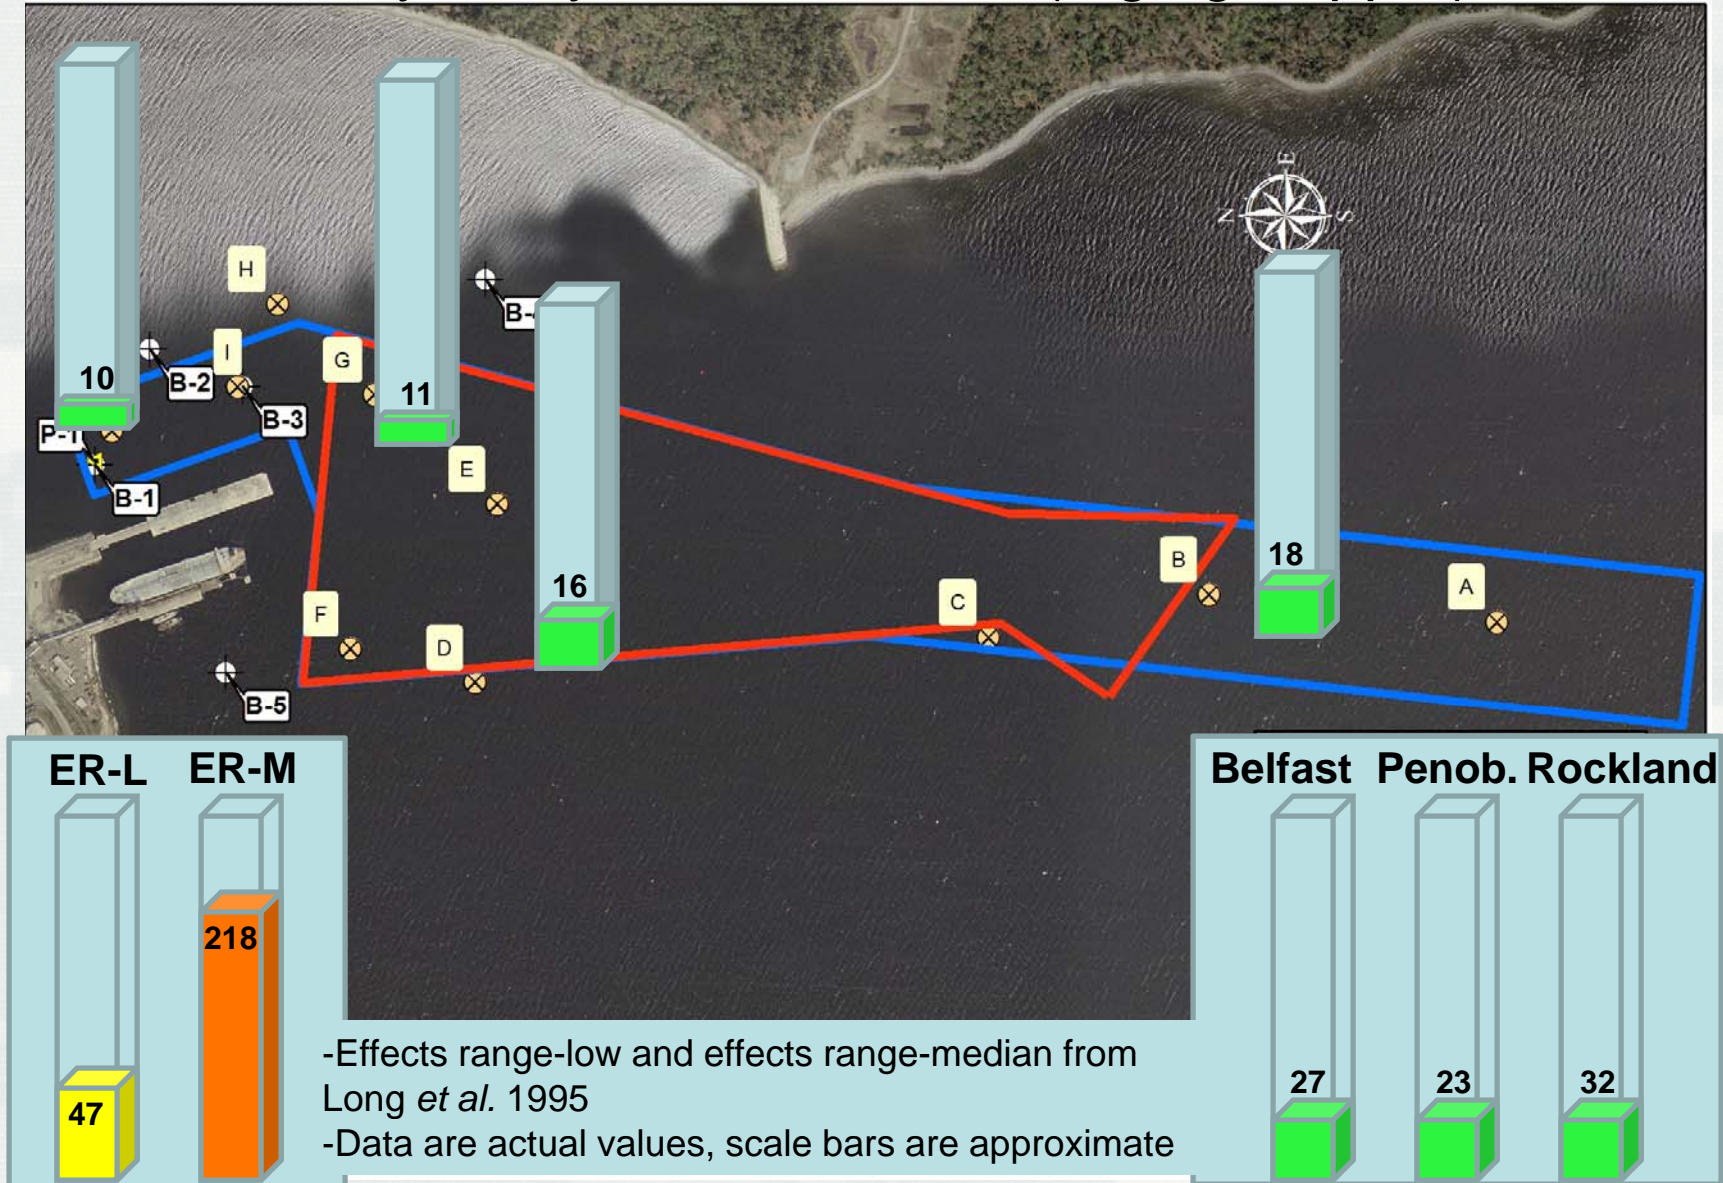 E
N
S
H
I
G
B-2
B-3
10
11
P-1
B-1
E
16
18
B
A
C
F
D
B-5
ER-L ER-M
47
218
Belfast Penob. Rockland
27 23 32
-Effects range-low and effects range-median from
Long et al. 1995
-Data are actual values, scale bars are approximate